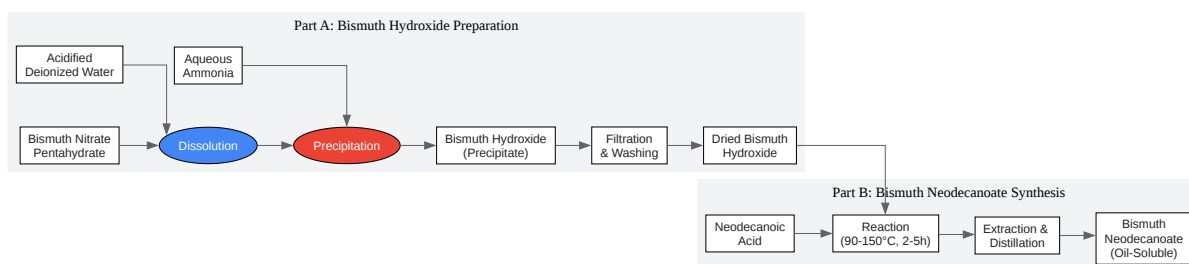 Part A: Bismuth Hydroxide Preparation
Acidified
Deionized Water
Aqueous
Ammonia
Bismuth Nitrate
Pentahydrate
Dissolution
Precipitation
Bismuth Hydroxide
(Precipitate)
Filtration
& Washing
Dried Bismuth
Hydroxide
Part B: Bismuth Neodecanoate Synthesis
Neodecanoic
Acid
Reaction
(90-150°C, 2-5h)
Extraction &
Distillation
Bismuth
Neodecanoate
(Oil-Soluble)